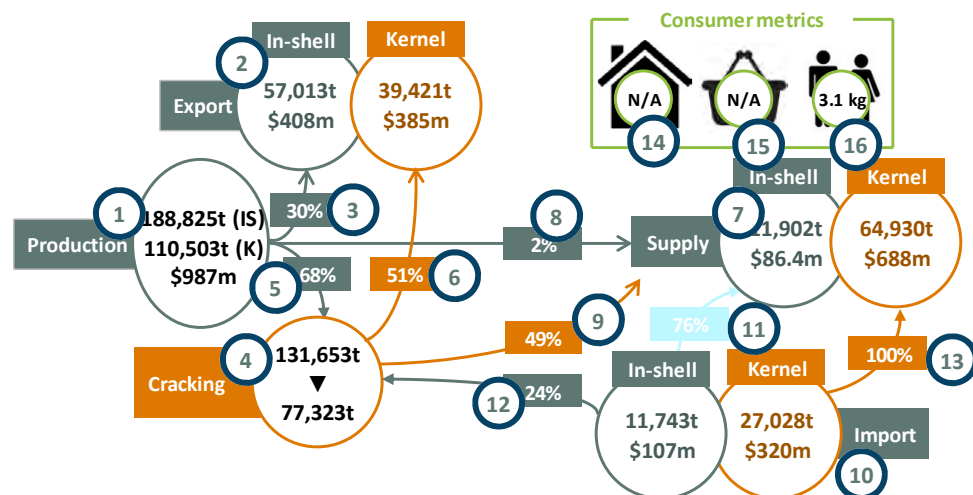 Consumer metrics
In-shell
Kernel
2
Export
57,013t
$408m
39,421t
$385m
N/A
N/A
3.1 kg
14
15
16
1
Production
188,825t (IS)
110,503t (K)
$987m
30%
3
8
2%
5
68%
51%
6
In-shell
Kernel
7
Supply
$86.4m
64,930t
$688m
4
Cracking
131,653t
▼
77,323t
49%
9
76%
11
100%
13
12
24%
In-shell
Kernel
11,743t
$107m
27,028t
$320m
Import
10